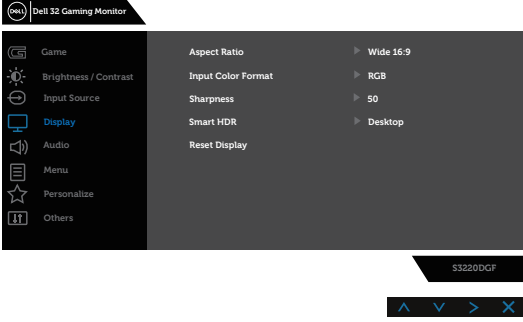 DELL Dell 32 Gaming Monitor
Game
Brightness / Contrast
Input Source
Display
Audio
Menu
Personalize
Others
Aspect Ratio Wide 16:9
Input Color Format RGB
Sharpness 50
Smart HDR Desktop
Reset Display
S3220DGF